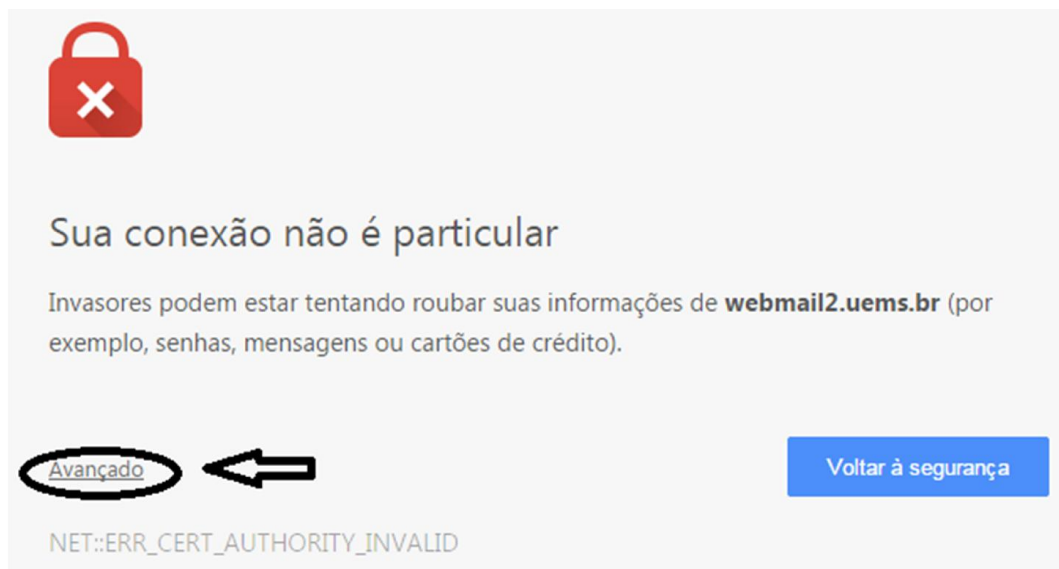 Sua conexão não é particular
Invasores podem estar tentando roubar suas informações de webmail2.uems.br (por
exemplo, senhas, mensagens ou cartões de crédito).
Avançado
Voltar à segurança
NET::ERR_CERT_AUTHORITY_INVALID